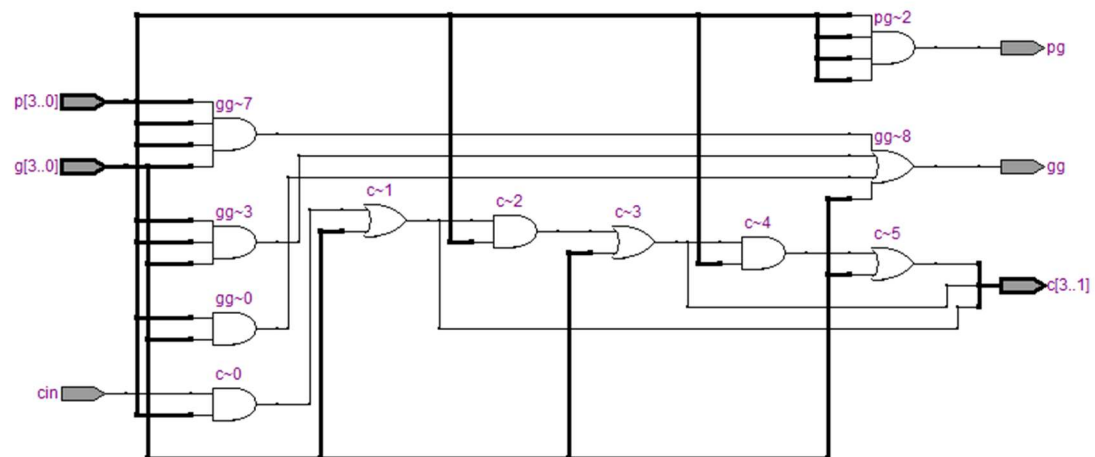 pg~2
pg
p[3..0]
gg~7
gg~8
g[3..0]
gg
c~1
gg~3
c~2
c~3
c~4
c~5
c[3..1]
gg~0
c~0
cin